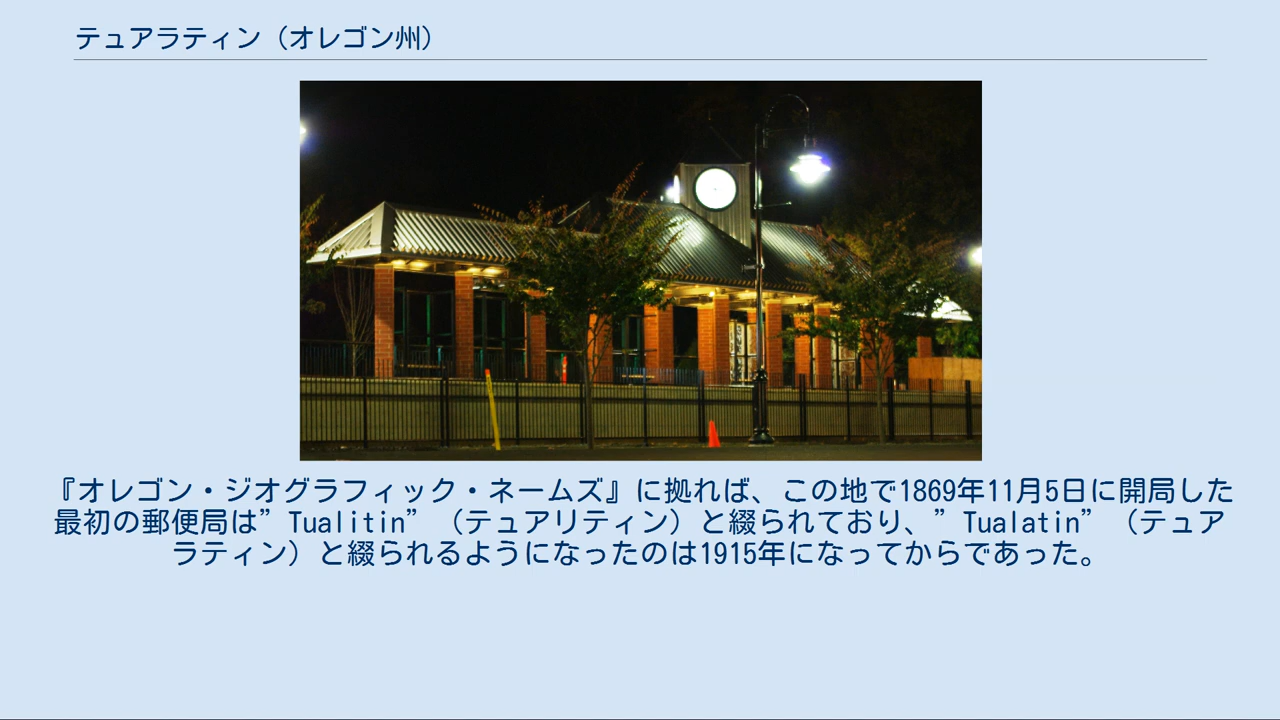 テュアラティン（オレゴン州）
『オレゴン・ジオグラフィック・ネームズ』に拠れば、この地で1869年11月5日に開局した
最初の郵便局は”Tualitin”（テュアリティン）と綴られており、”Tualatin”（テュア
ラティン）と綴られるようになったのは1915年になってからであった。